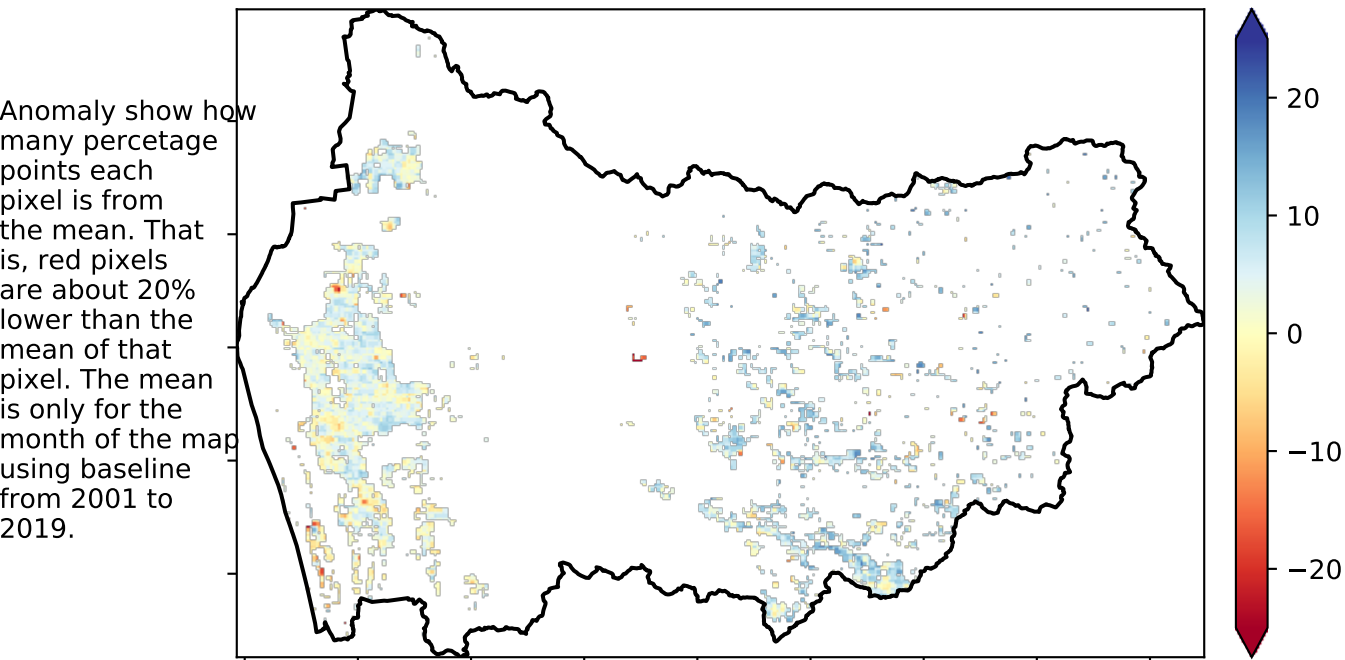 Anomaly show how
many percetage
points each
pixel is from
the mean. That
is, red pixels
are about 20%
lower than the
mean of that
pixel. The mean
is only for the
month of the map
using baseline
from 2001 to
2019.
20
10
0
−10
−20